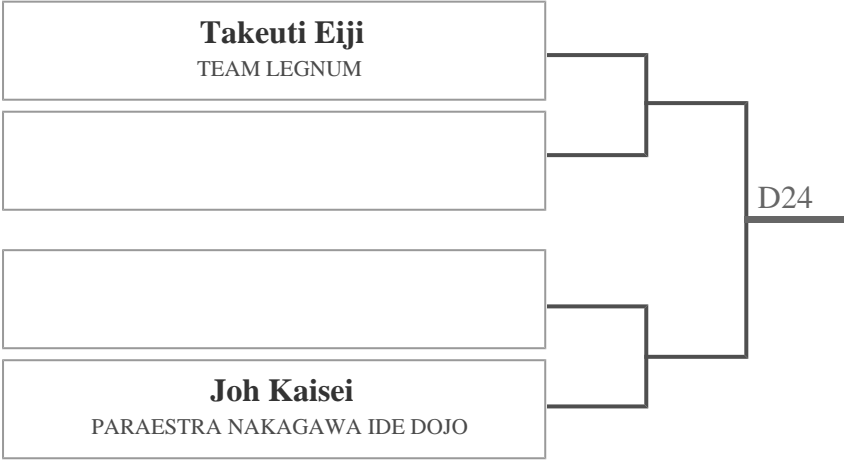 Takeuti Eiji
TEAM LEGNUM
D24
Joh Kaisei
PARAESTRA NAKAGAWA IDE DOJO